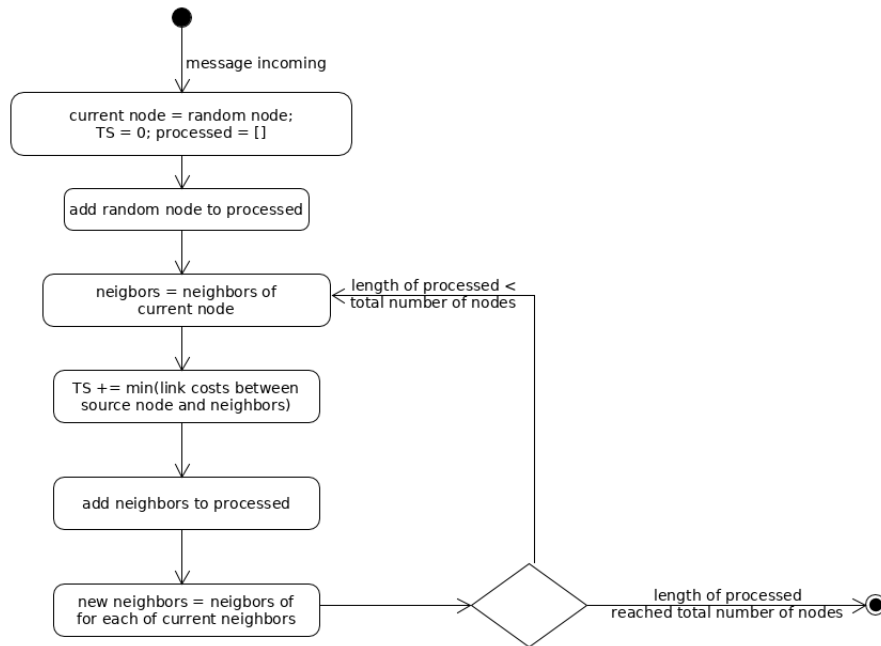 message incoming
current node = random node;
TS = 0; processed = []
add random node to processed
neigbors = neighbors of
current node
length of processed <
total number of nodes
TS += min(link costs between
source node and neighbors)
add neighbors to processed
new neighbors = neigbors of
for each of current neighbors
length of processed
reached total number of nodes